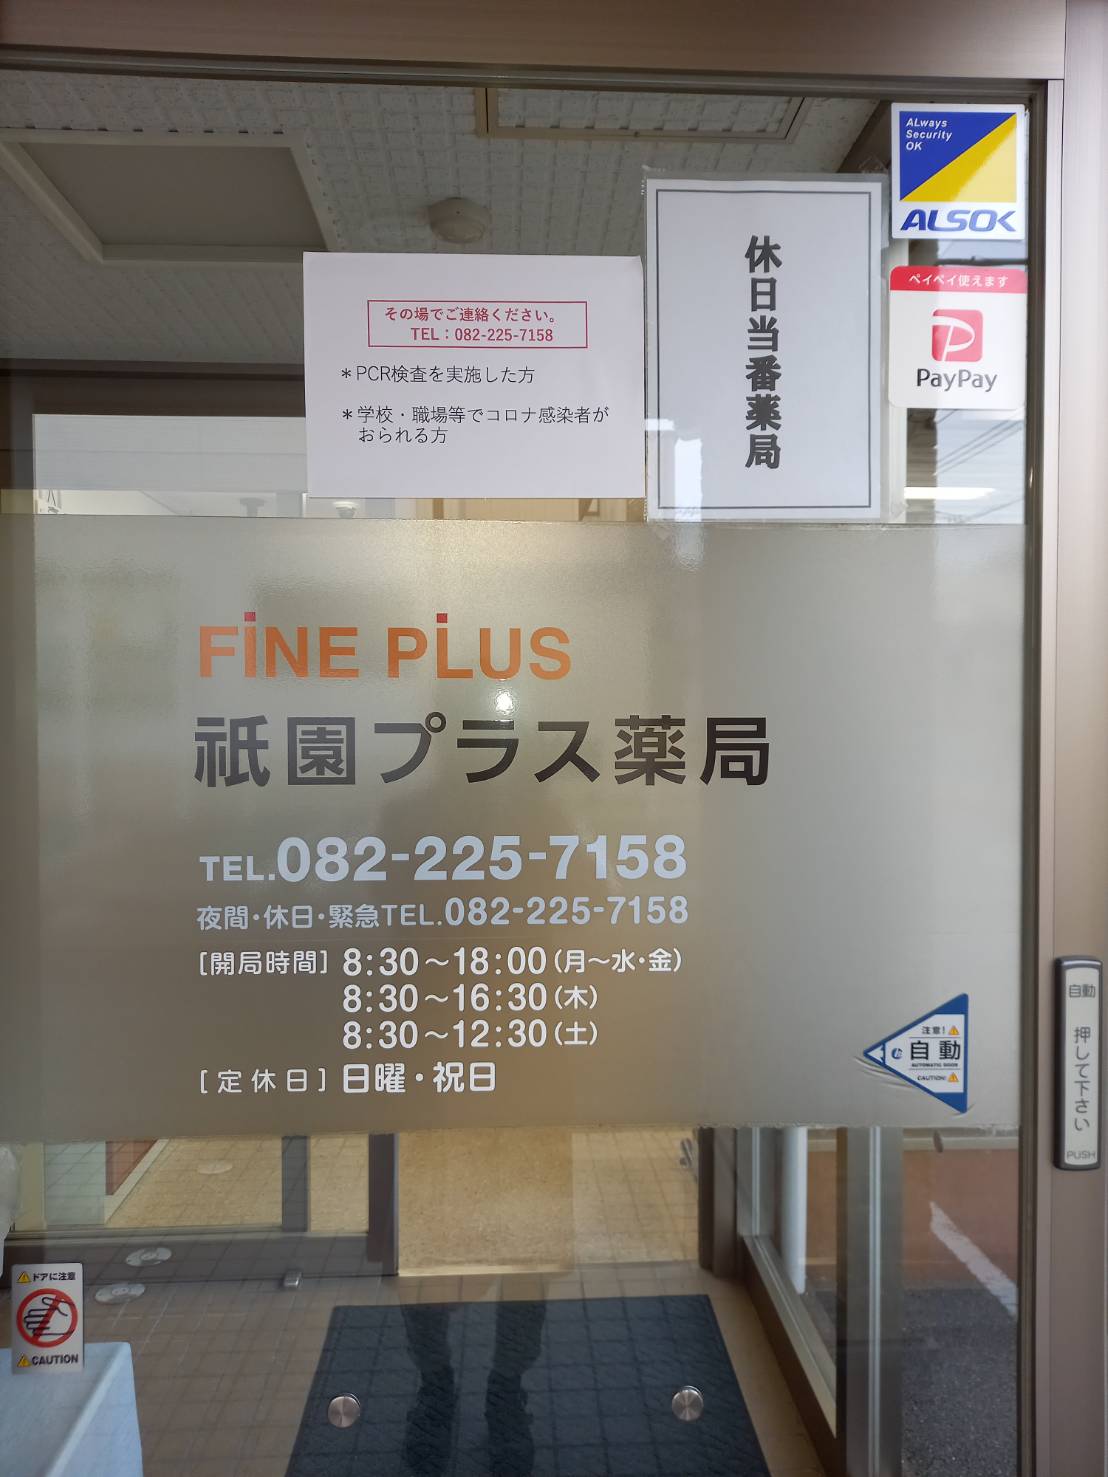 ALways
Security
OK
ALSOK
ペイペイ使えます
PayPay
休日当番薬局
その場でご連絡ください。
TEL：082-225-7158
＊PCR検査を実施した方
＊学校・職場等でコロナ感染者が
おられる方
FiNE PLUS
祇園プラス薬局
TEL.082-225-7158
夜間・休日・緊急TEL.082-225-7158
[開局時間] 8:30～18:00(月～水・金)
8:30～16:30(木)
8:30～12:30(土)
[定休日] 日曜・祝日
注意!
自動
AUTOMATIC DOOR
CAUTION!
自動
押して下さい
PUSH
ドアに注意
CAUTION